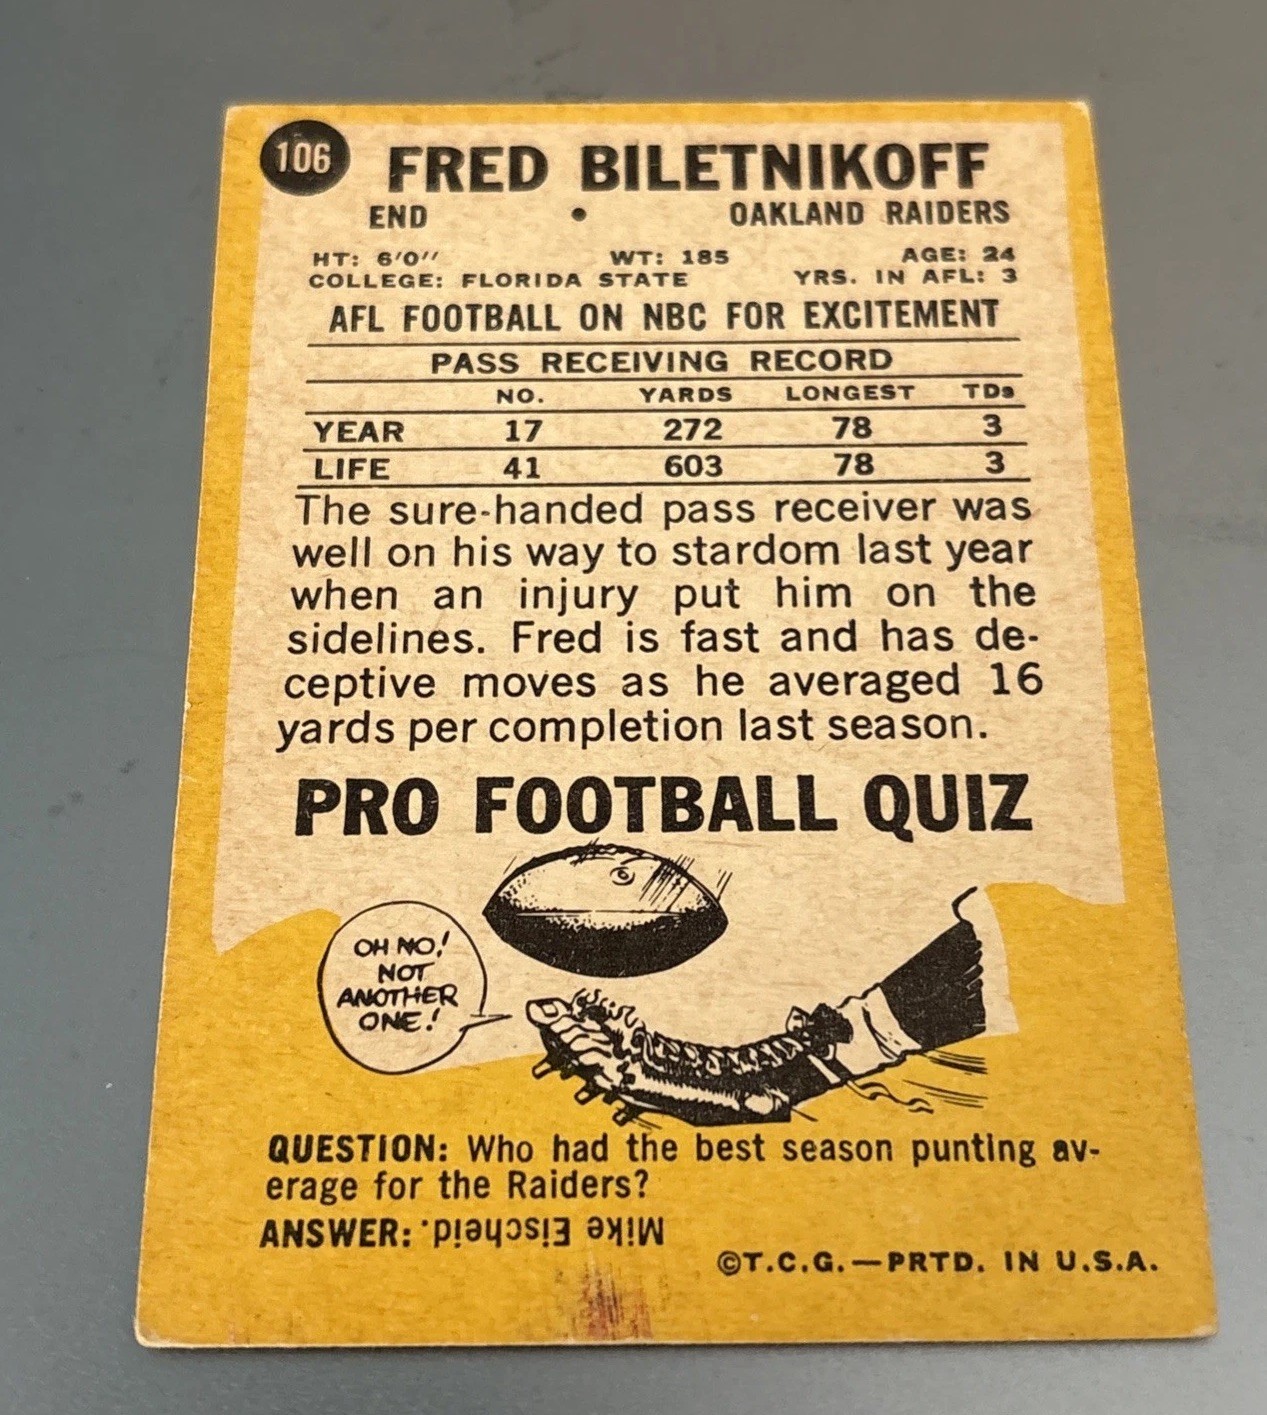 106 FRED BILETNIKOFF
END • OAKLAND RAIDERS
HT: 6'0'' WT: 185 AGE: 24
COLLEGE: FLORIDA STATE YRS. IN AFL: 3
AFL FOOTBALL ON NBC FOR EXCITEMENT
PASS RECEIVING RECORD
NO. YARDS LONGEST TDs
YEAR 17 272 78 3
LIFE 41 603 78 3
The sure-handed pass receiver was
well on his way to stardom last year
when an injury put him on the
sidelines. Fred is fast and has de-
ceptive moves as he averaged 16
yards per completion last season.
PRO FOOTBALL QUIZ
OH NO!
NOT
ANOTHER
ONE!
QUESTION: Who had the best season punting av-
erage for the Raiders?
ANSWER: Mike Eischeid.
©T.C.G.—PRTD. IN U.S.A.